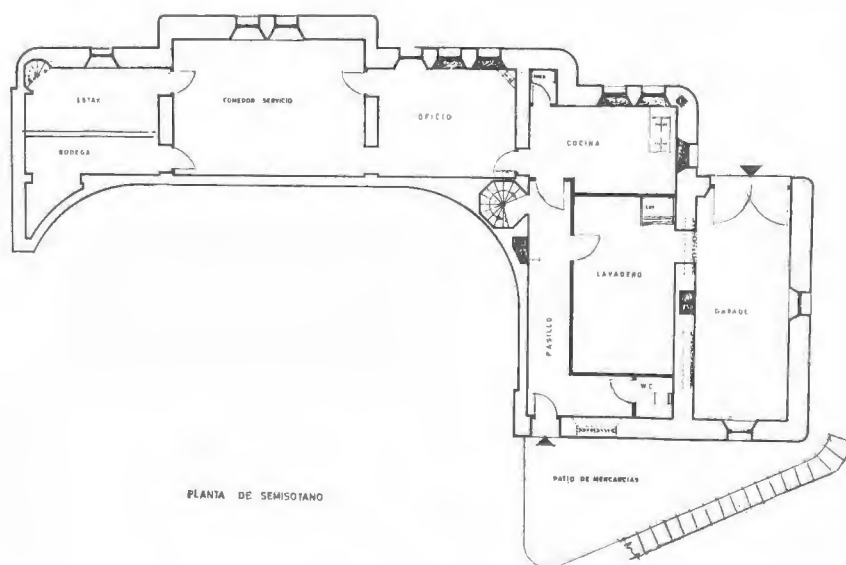 ESTAR
COMEDOR SERVICIO
OFICIO
BODEGA
COCINA
LAVADERO
GARAGE
PASILLO
WC
PLANTA DE SEMISOTANO
PATIO DE MERCANCIAS